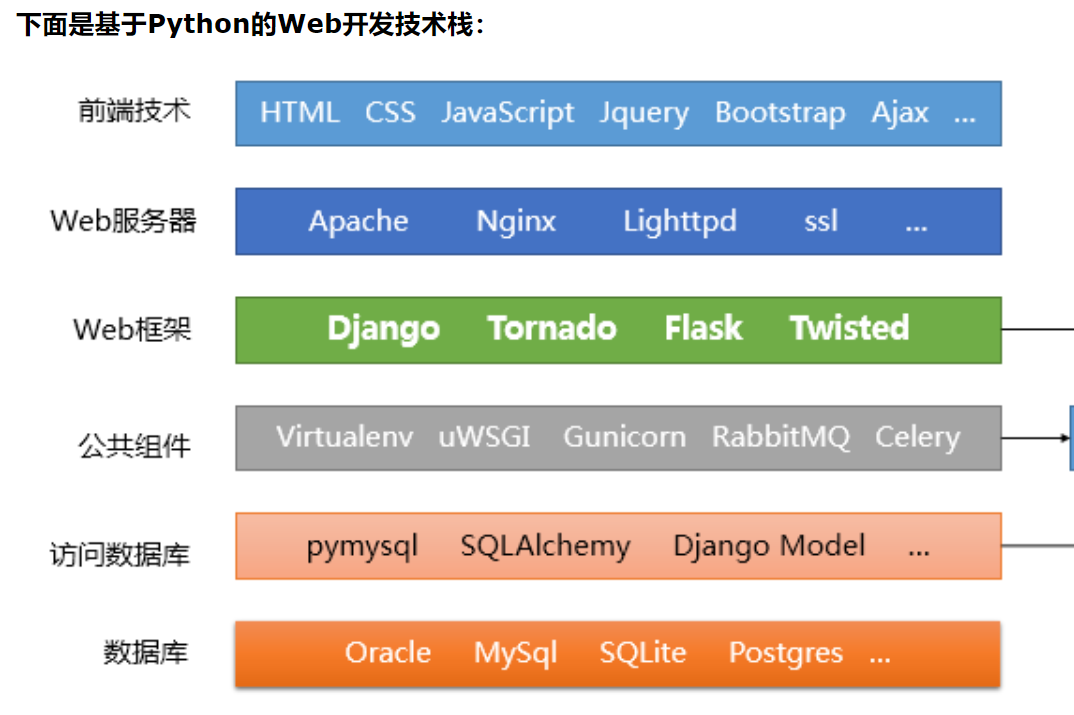 下面是基于Python的Web开发技术栈：
前端技术 HTML CSS JavaScript Jquery Bootstrap Ajax ...
Web服务器 Apache Nginx Lighttpd ssl ...
Web框架 Django Tornado Flask Twisted
公共组件 Virtualenv uWSGI Gunicorn RabbitMQ Celery
访问数据库 pymysql SQLAlchemy Django Model ...
数据库 Oracle MySql SQLite Postgres ...